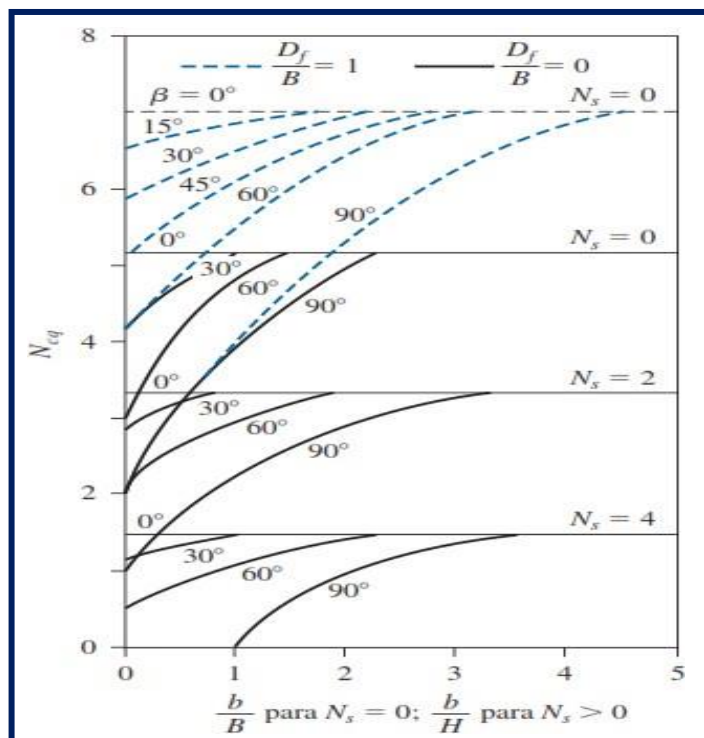 8
D_f/B = 1
D_f/B = 0
β = 0°
N_s = 0
15°
30°
45°
60°
90°
6
0°
N_s = 0
30°
60°
90°
4
N_cq
0°
N_s = 2
30°
60°
90°
2
0°
N_s = 4
30°
60°
90°
0
0 1 2 3 4 5
b/B para N_s = 0; b/H para N_s > 0